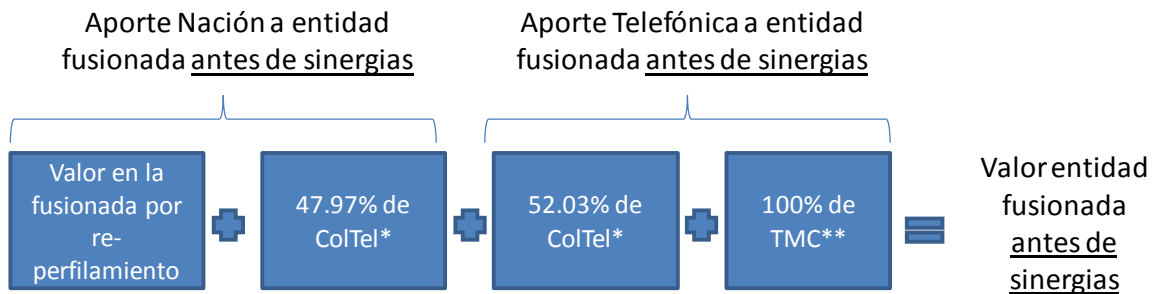 Aporte Nación a entidad
fusionada antes de sinergias
Aporte Telefónica a entidad
fusionada antes de sinergias
Valor en la
fusionada por
re-
perfilamiento
47.97% de
ColTel*
52.03% de
ColTel*
100% de
TMC**
Valor entidad
fusionada
antes de
sinergias